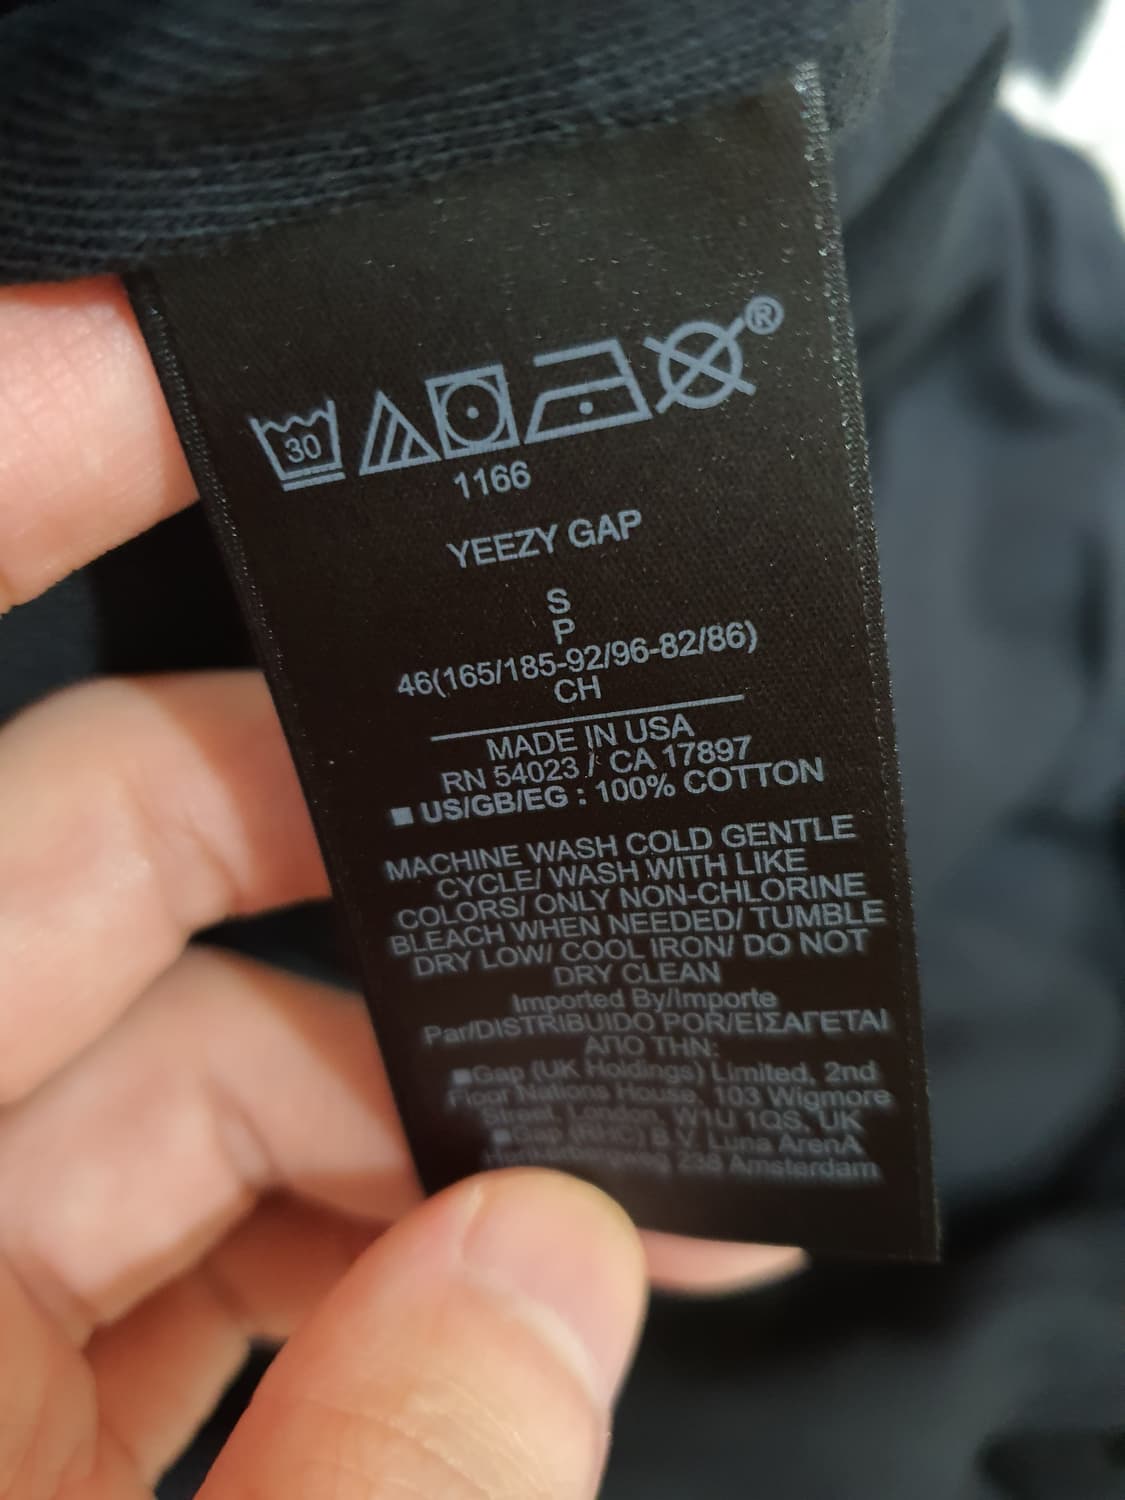 30
®
1166
YEEZY GAP
S
P
46(165/185-92/96-82/86)
CH
MADE IN USA
RN 54023 / CA 17897
■ US/GB/EG : 100% COTTON
MACHINE WASH COLD GENTLE
CYCLE/ WASH WITH LIKE
COLORS/ ONLY NON-CHLORINE
BLEACH WHEN NEEDED/ TUMBLE
DRY LOW/ COOL IRON/ DO NOT
DRY CLEAN
Imported By/Importe
Par/DISTRIBUIDO POR/ΕΙΣΑΓΕΤΑΙ
ΑΠΟ ΤΗΝ:
■Gap (UK Holdings) Limited, 2nd
Floor Nations House, 103 Wigmore
Street, London, W1U 1QS, UK
■Gap (RHC) B.V. Luna ArenA
238 Amsterdam